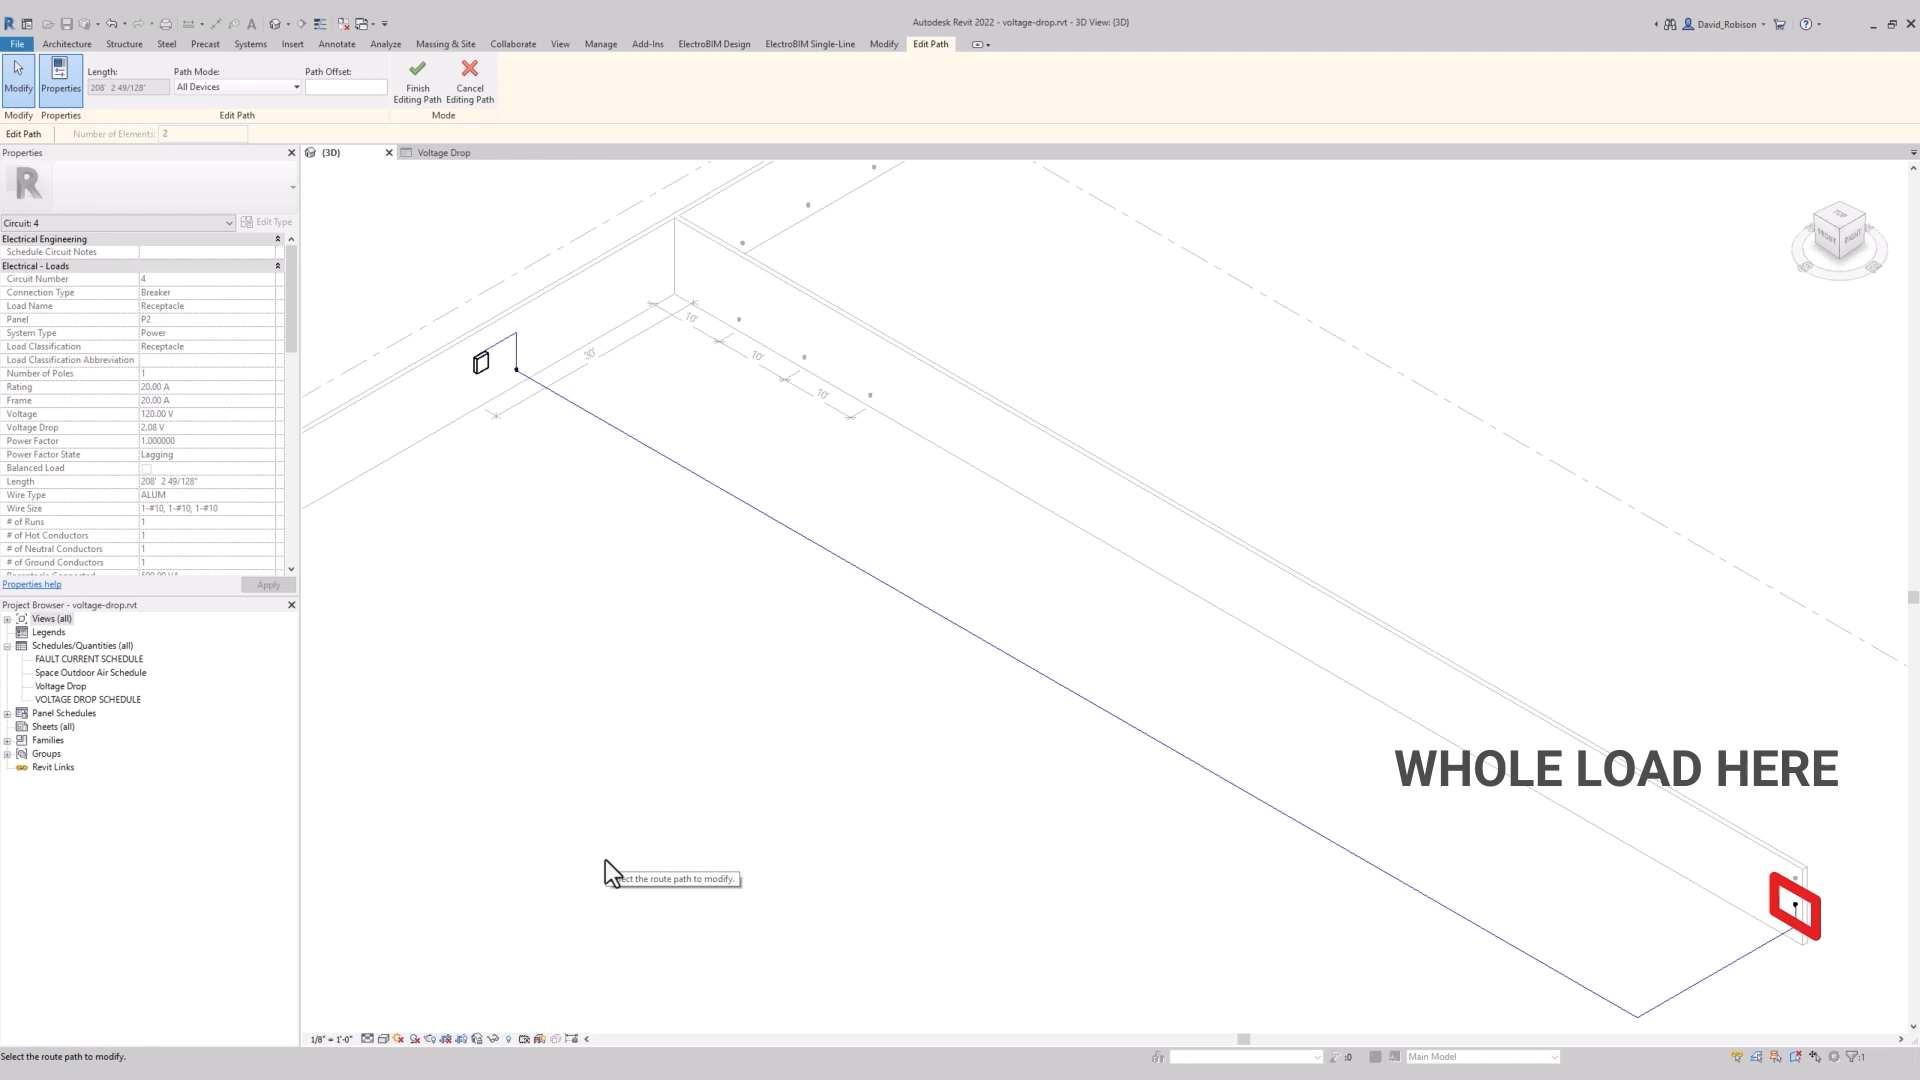 Autodesk Revit 2022 - voltage-drop.rvt - 3D View: {3D}
David_Robison
File Architecture Structure Steel Precast Systems Insert Annotate Analyze Massing & Site Collaborate View Manage Add-Ins ElectroBIM Design ElectroBIM Single-Line Modify Edit Path
Modify
Properties
Length:
208' 2 49/128"
Path Mode:
All Devices
Path Offset:
Finish
Editing Path
Cancel
Editing Path
Modify Properties Edit Path Mode
Edit Path Number of Elements: 2
Properties
{3D}
Voltage Drop
Circuit: 4
Edit Type
Electrical Engineering
Schedule Circuit Notes
Electrical - Loads
Circuit Number 4
Connection Type Breaker
Load Name Receptacle
Panel P2
System Type Power
Load Classification Receptacle
Load Classification Abbreviation
Number of Poles 1
Rating 20.00 A
Frame 20.00 A
Voltage 120.00 V
Voltage Drop 2.08 V
Power Factor 1.000000
Power Factor State Lagging
Balanced Load
Length 208' 2 49/128"
Wire Type ALUM
Wire Size 1-#10, 1-#10, 1-#10
# of Runs 1
# of Hot Conductors 1
# of Neutral Conductors 1
# of Ground Conductors 1
Properties help
Apply
Project Browser - voltage-drop.rvt
Views (all)
Legends
Schedules/Quantities (all)
FAULT CURRENT SCHEDULE
Space Outdoor Air Schedule
Voltage Drop
VOLTAGE DROP SCHEDULE
Panel Schedules
Sheets (all)
Families
Groups
Revit Links
TOP
FRONT
RIGHT
10'
30'
10'
10'
WHOLE LOAD HERE
ect the route path to modify.
1/8" = 1'-0"
Select the route path to modify.
:0
Main Model
:1